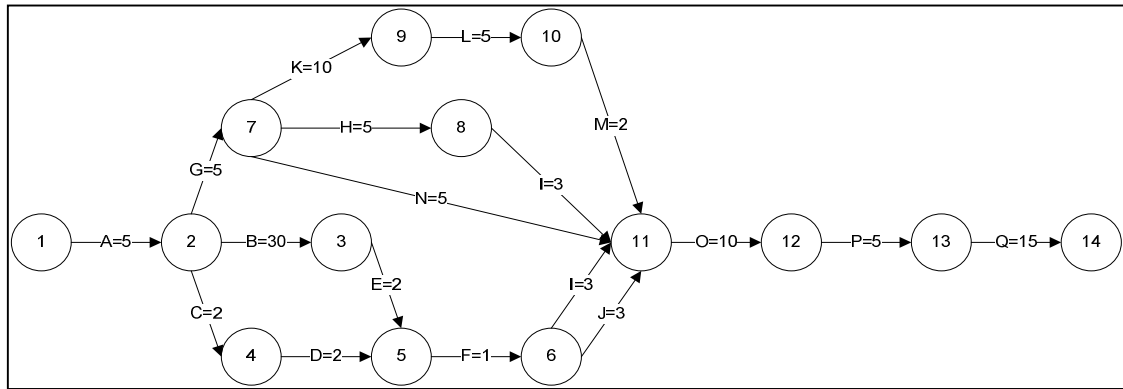 9 L=5 10
K=10
7 H=5 8 M=2
G=5 N=5 I=3
1 A=5 2 B=30 3 11 O=10 12 P=5 13 Q=15 14
E=2 I=3
C=2 J=3
4 D=2 5 F=1 6